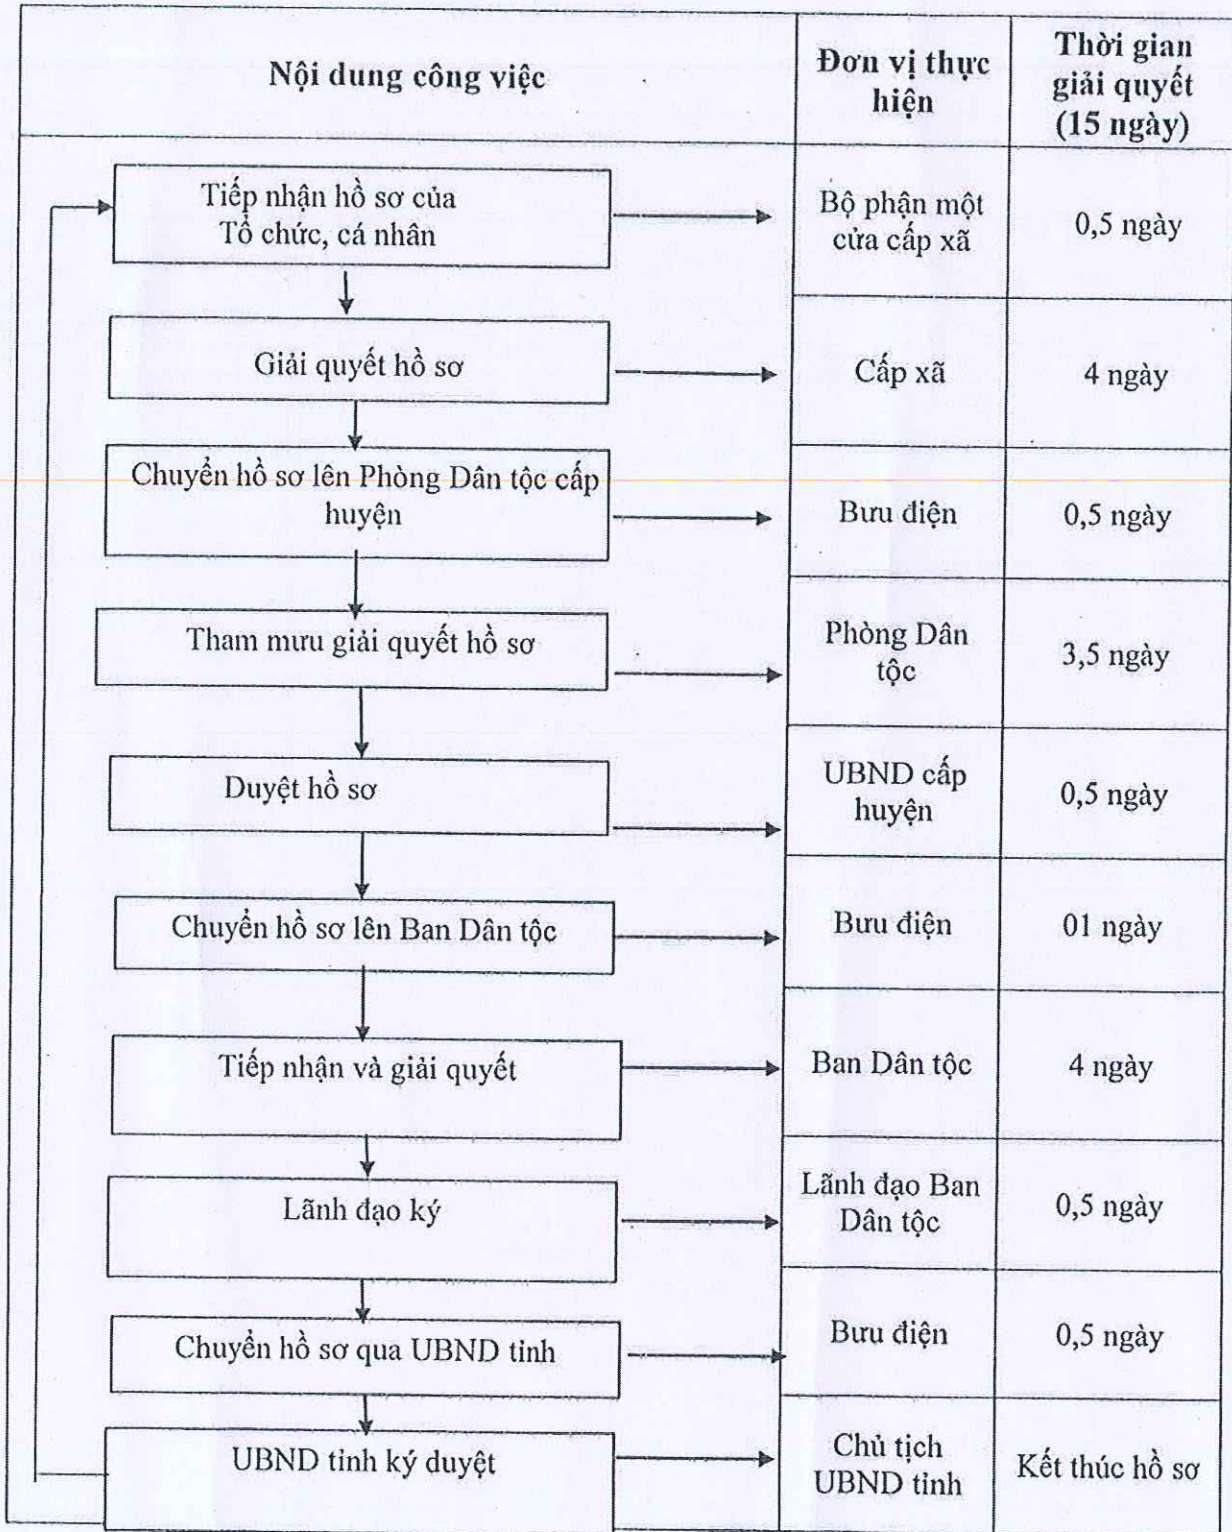 Nội dung công việc
Đơn vị thực
hiện
Thời gian
giải quyết
(15 ngày)
Tiếp nhận hồ sơ của
Tổ chức, cá nhân
Bộ phận một
cửa cấp xã
0,5 ngày
Giải quyết hồ sơ
Cấp xã
4 ngày
Chuyển hồ sơ lên Phòng Dân tộc cấp
huyện
Bưu điện
0,5 ngày
Tham mưu giải quyết hồ sơ
Phòng Dân
tộc
3,5 ngày
Duyệt hồ sơ
UBND cấp
huyện
0,5 ngày
Chuyển hồ sơ lên Ban Dân tộc
Bưu điện
01 ngày
Tiếp nhận và giải quyết
Ban Dân tộc
4 ngày
Lãnh đạo ký
Lãnh đạo Ban
Dân tộc
0,5 ngày
Chuyển hồ sơ qua UBND tỉnh
Bưu điện
0,5 ngày
UBND tỉnh ký duyệt
Chủ tịch
UBND tỉnh
Kết thúc hồ sơ